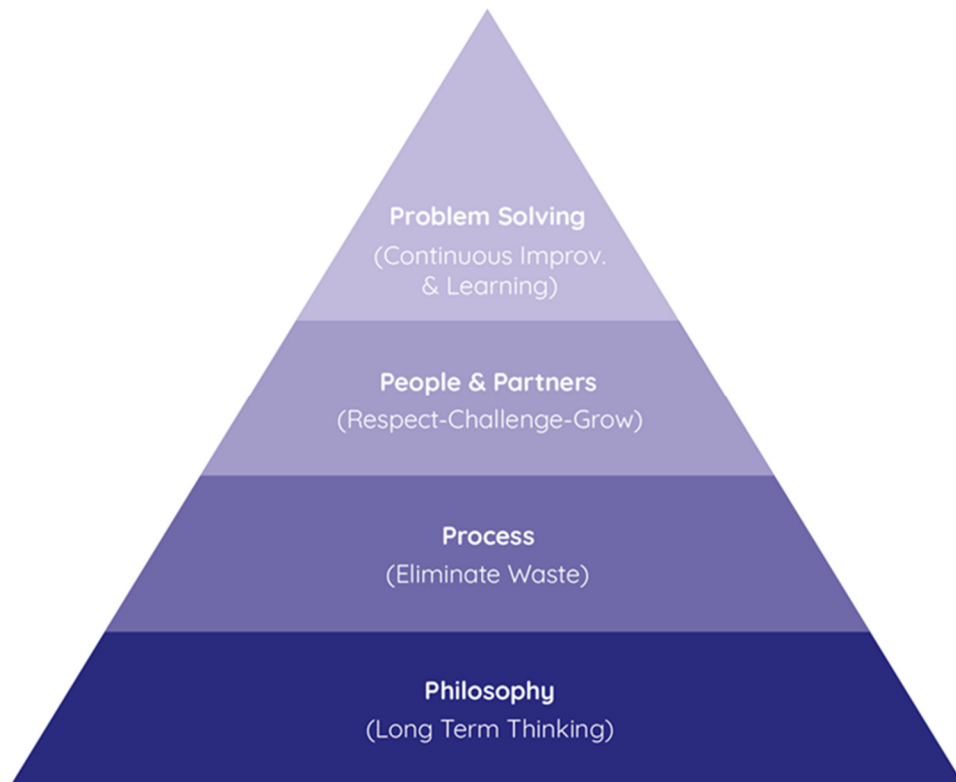 Problem Solving
(Continuous Improv.
& Learning)
People & Partners
(Respect-Challenge-Grow)
Process
(Eliminate Waste)
Philosophy
(Long Term Thinking)